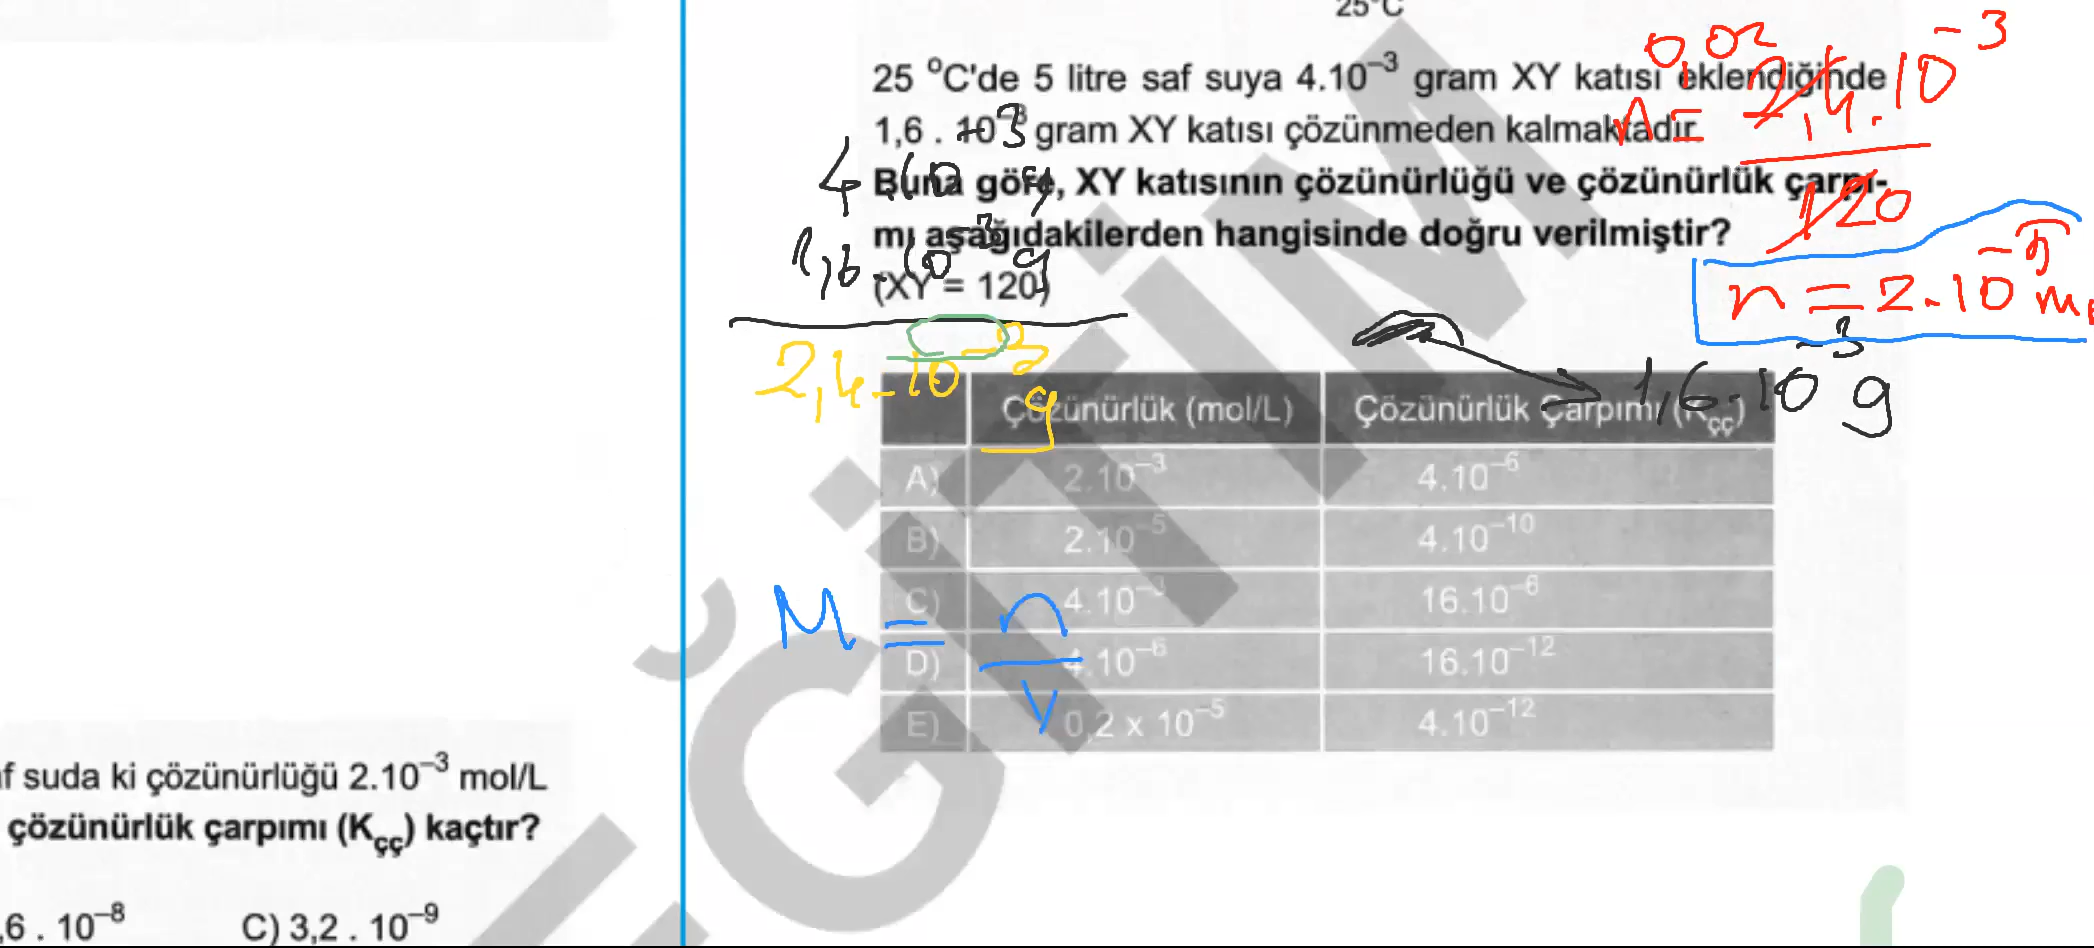 25°C
25 °C'de 5 litre saf suya 4.10⁻³ gram XY katısı eklendiğinde
1,6 . 10⁻³ gram XY katısı çözünmeden kalmaktadır.
Buna göre, XY katısının çözünürlüğü ve çözünürlük çarpı-
mı aşağıdakilerden hangisinde doğru verilmiştir?
(XY = 120)
0,02
n = 2,4.10⁻³
120
n = 2.10⁻⁵ m
4 .10 g
1,6.10⁻³ g
2,4.10⁻³ g
1,6.10⁻³ g
Çözünürlük (mol/L) Çözünürlük Çarpımı (Kçç)
A) 2.10⁻³ 4.10⁻⁶
B) 2.10⁻⁵ 4.10⁻¹⁰
C) 4.10⁻³ 16.10⁻⁶
D) 4.10⁻⁶ 16.10⁻¹²
E) 0,2 x 10⁻⁵ 4.10⁻¹²
M = n
V
EĞİTİM
f suda ki çözünürlüğü 2.10⁻³ mol/L
çözünürlük çarpımı (Kçç) kaçtır?
,6 . 10⁻⁸ C) 3,2 . 10⁻⁹